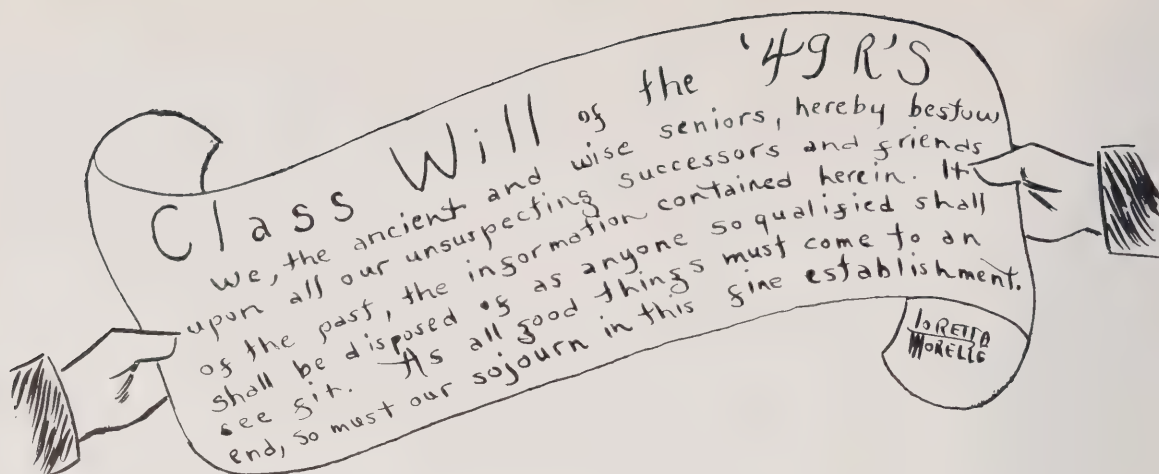 Class Will of the '49 R'S
We, the ancient and wise seniors, hereby bestow
upon all our unsuspecting successors and friends
of the past, the information contained herein. It
shall be disposed of as anyone so qualified shall
see fit. As all good things must come to an
end, so must our sojourn in this fine establishment.
LORETTA
MORELLE